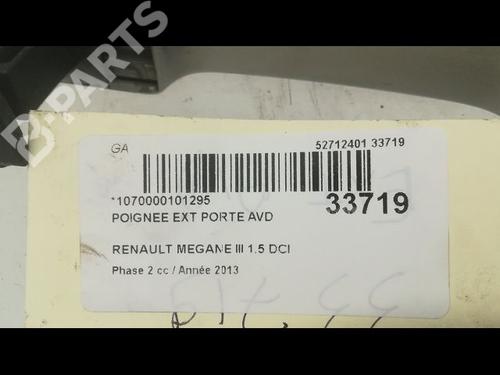 B-PARTS
GA
52712401 33719
*1070000101295
33719
POIGNEE EXT PORTE AVD
RENAULT MEGANE III 1.5 DCI
Phase 2 cc / Année 2013